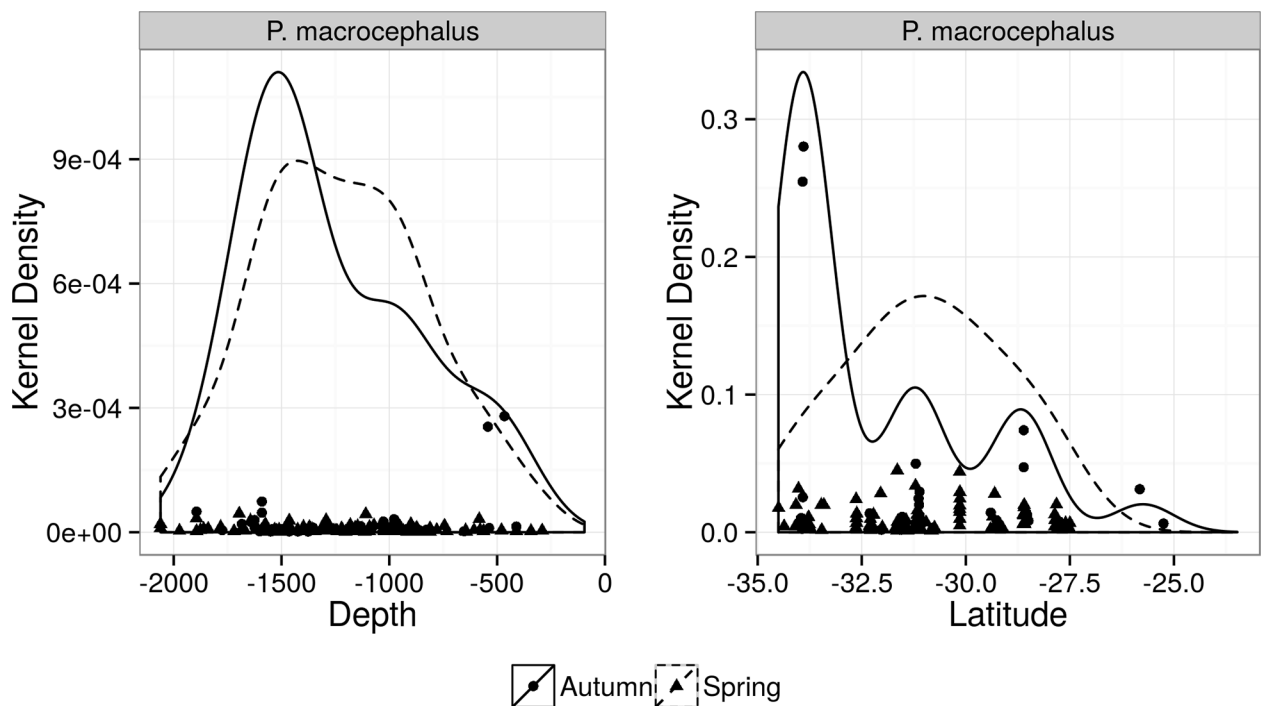 P. macrocephalus
Kernel Density
9e-04
6e-04
3e-04
0e+00
-2000 -1500 -1000 -500 0
Depth
P. macrocephalus
Kernel Density
0.3
0.2
0.1
0.0
-35.0 -32.5 -30.0 -27.5 -25.0
Latitude
Autumn Spring